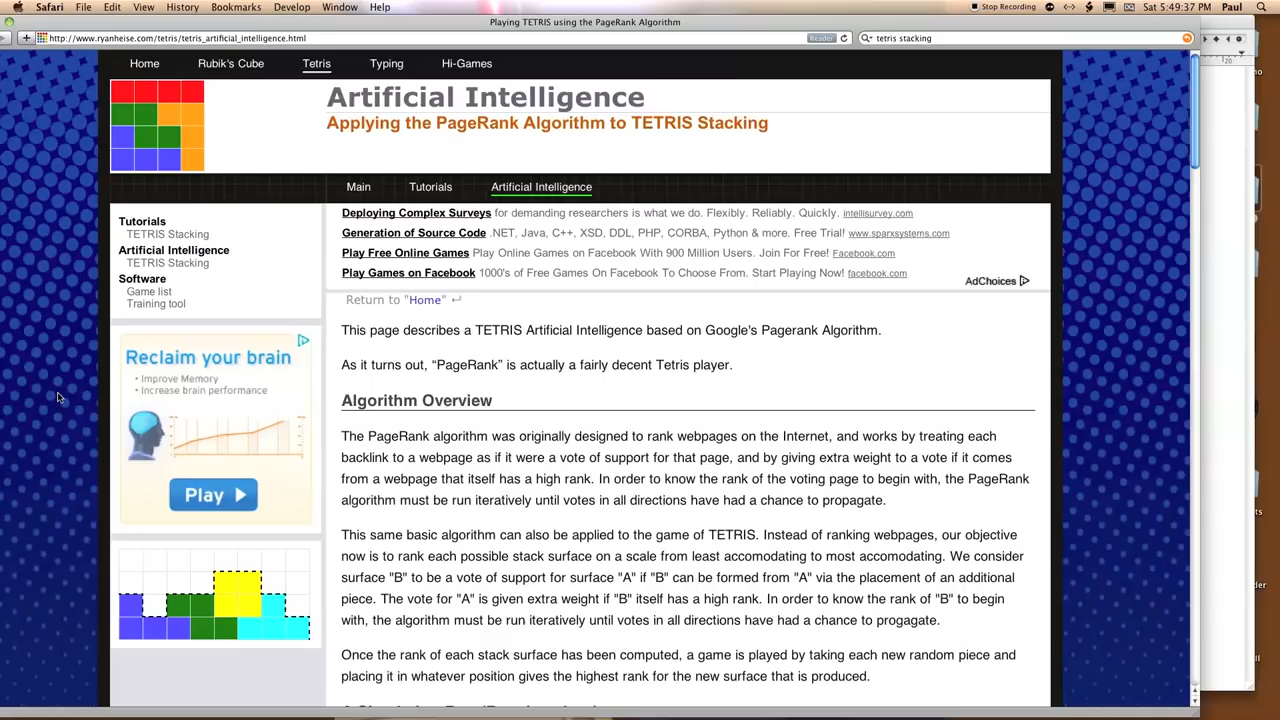 Safari File Edit View History Bookmarks Develop Window Help Stop Recording Sat 5:49:37 PM Paul
Playing TETRIS using the PageRank Algorithm
http://www.ryanheise.com/tetris/tetris_artificial_intelligence.html Reader tetris stacking
Home Rubik's Cube Tetris Typing Hi-Games
Artificial Intelligence
Applying the PageRank Algorithm to TETRIS Stacking
Main Tutorials Artificial Intelligence
Tutorials
TETRIS Stacking
Artificial Intelligence
TETRIS Stacking
Software
Game list
Training tool
Reclaim your brain
• Improve Memory
• Increase brain performance
Play
Deploying Complex Surveys for demanding researchers is what we do. Flexibly. Reliably. Quickly. intellisurvey.com
Generation of Source Code .NET, Java, C++, XSD, DDL, PHP, CORBA, Python & more. Free Trial! www.sparxsystems.com
Play Free Online Games Play Online Games on Facebook With 900 Million Users. Join For Free! Facebook.com
Play Games on Facebook 1000's of Free Games On Facebook To Choose From. Start Playing Now! facebook.com
AdChoices
Return to "Home" ↵
This page describes a TETRIS Artificial Intelligence based on Google's Pagerank Algorithm.
As it turns out, “PageRank” is actually a fairly decent Tetris player.
Algorithm Overview
The PageRank algorithm was originally designed to rank webpages on the Internet, and works by treating each
backlink to a webpage as if it were a vote of support for that page, and by giving extra weight to a vote if it comes
from a webpage that itself has a high rank. In order to know the rank of the voting page to begin with, the PageRank
algorithm must be run iteratively until votes in all directions have had a chance to propagate.
This same basic algorithm can also be applied to the game of TETRIS. Instead of ranking webpages, our objective
now is to rank each possible stack surface on a scale from least accomodating to most accomodating. We consider
surface "B" to be a vote of support for surface "A" if "B" can be formed from "A" via the placement of an additional
piece. The vote for "A" is given extra weight if "B" itself has a high rank. In order to know the rank of "B" to begin
with, the algorithm must be run iteratively until votes in all directions have had a chance to progagate.
Once the rank of each stack surface has been computed, a game is played by taking each new random piece and
placing it in whatever position gives the highest rank for the new surface that is produced.